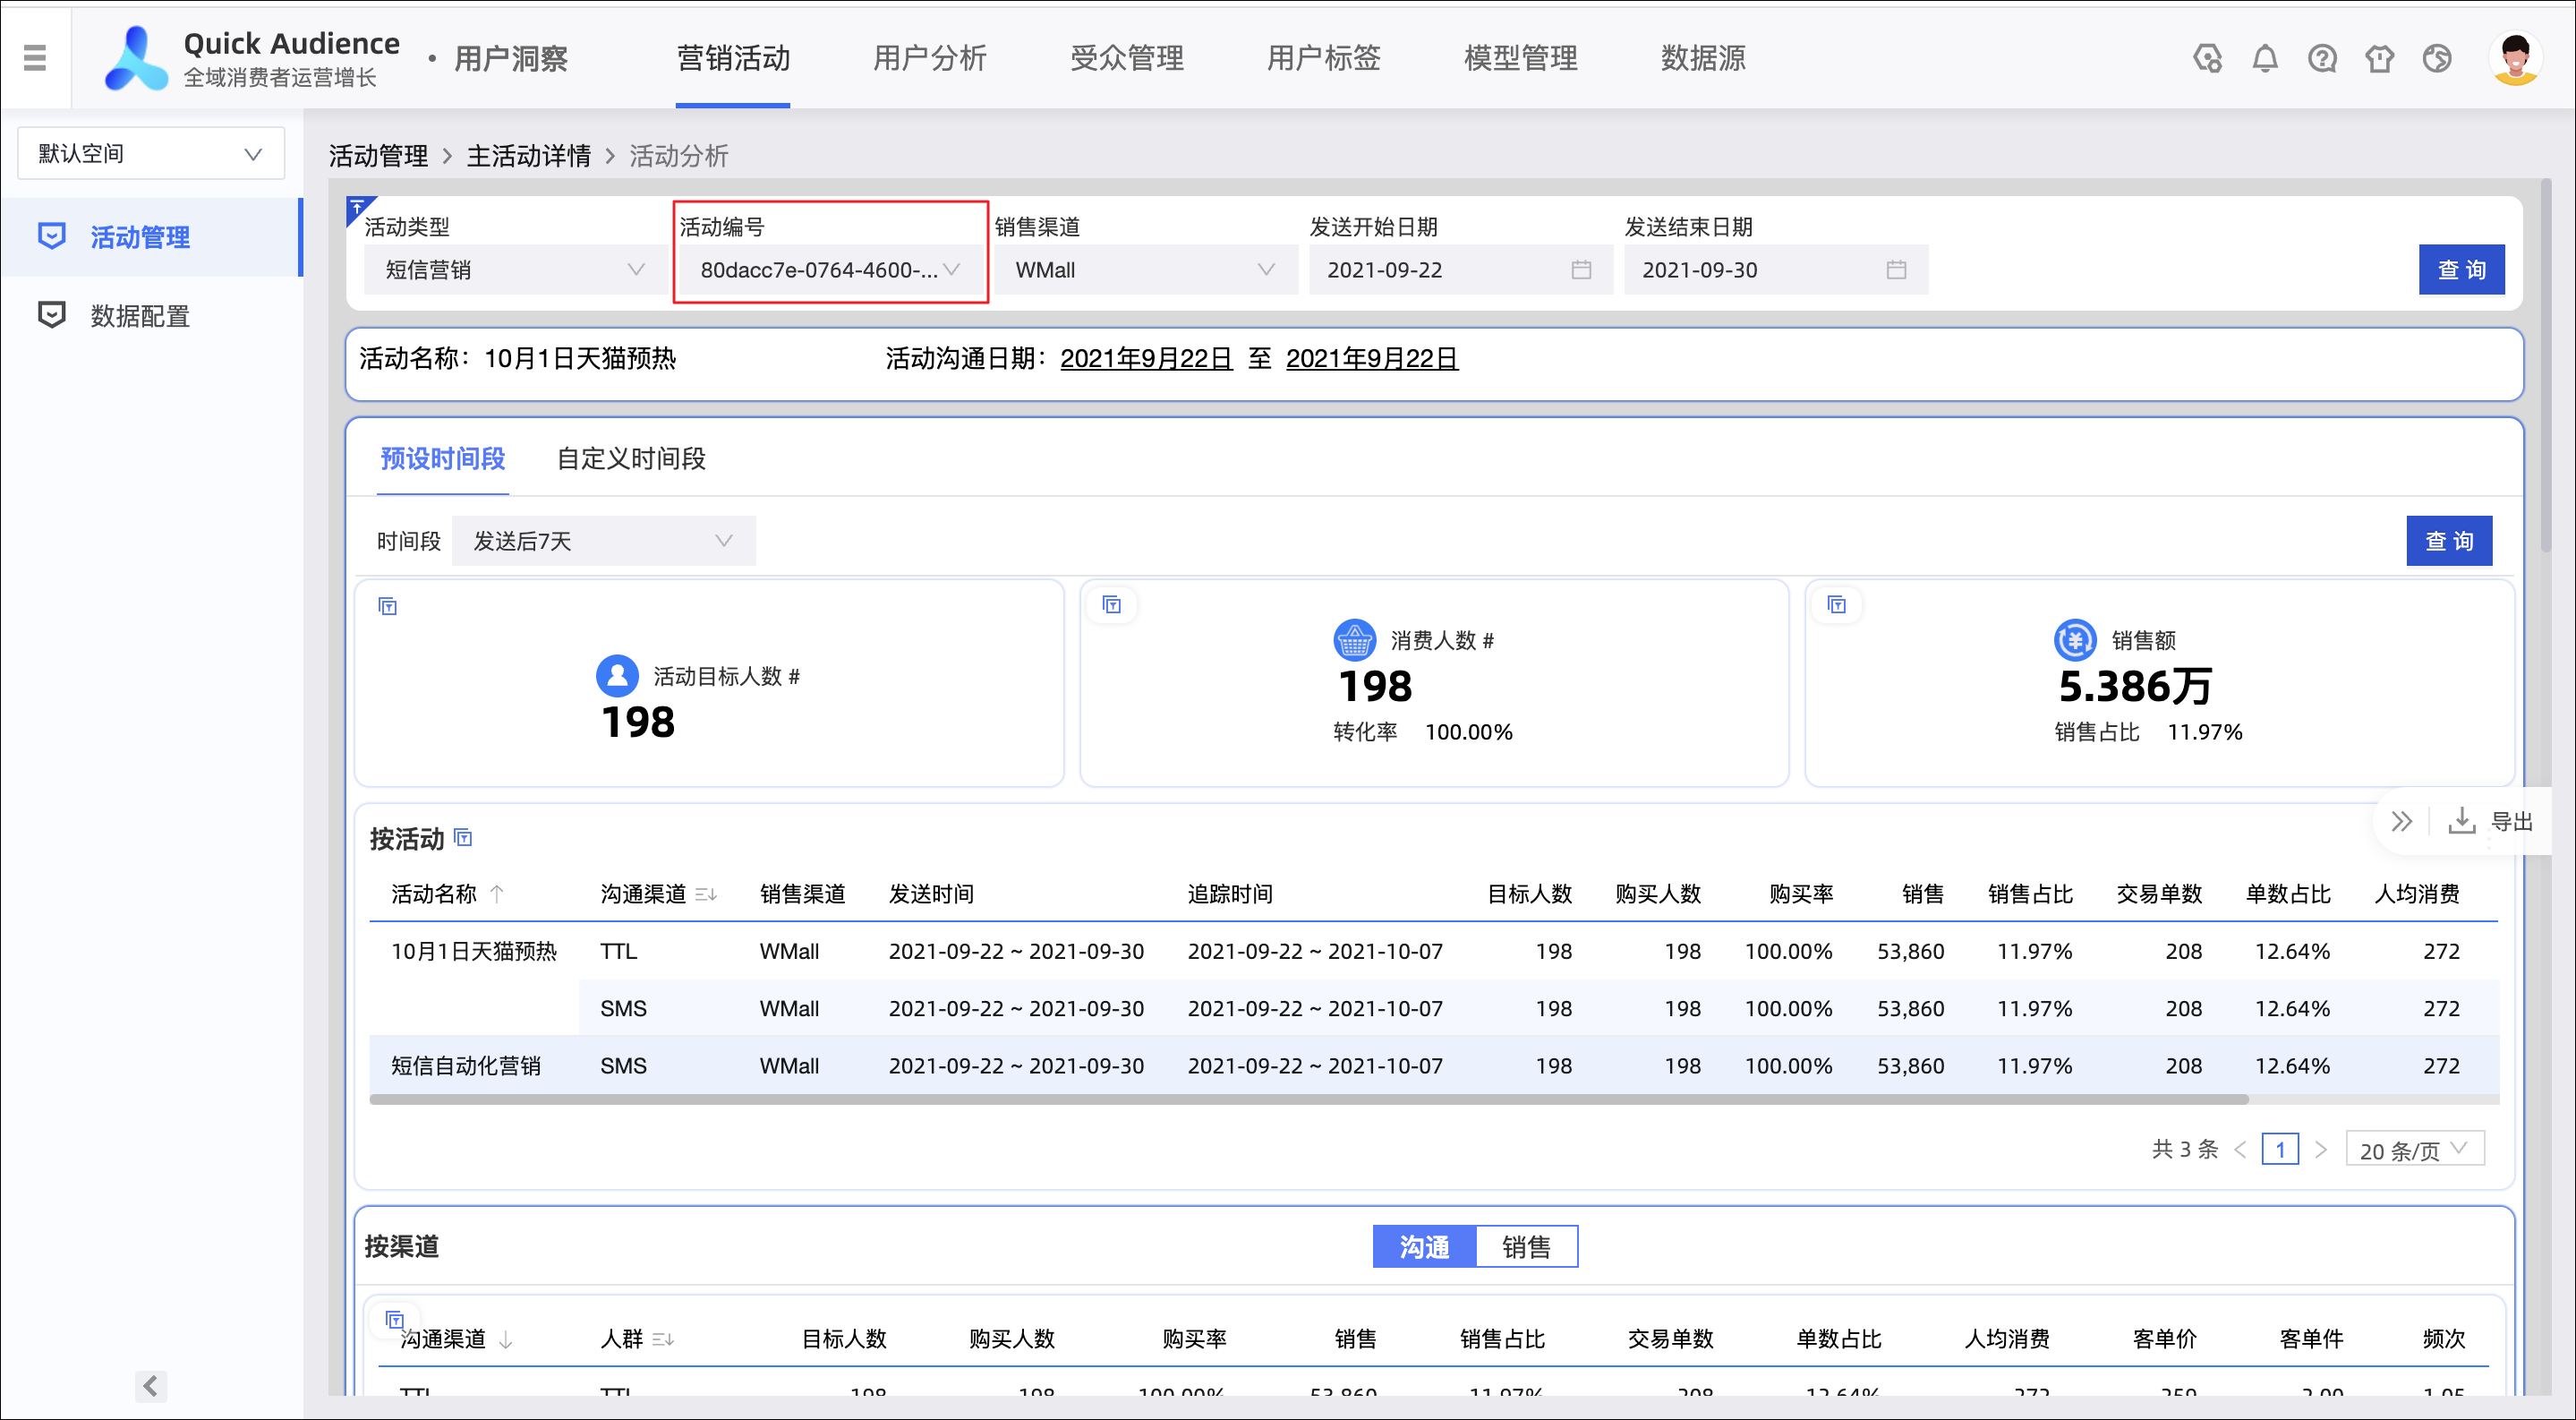 Quick Audience
全域消费者运营增长
• 用户洞察
营销活动 用户分析 受众管理 用户标签 模型管理 数据源
默认空间
活动管理
数据配置
活动管理 > 主活动详情 > 活动分析
活动类型 活动编号 销售渠道 发送开始日期 发送结束日期
短信营销 80dacc7e-0764-4600-... WMall 2021-09-22 2021-09-30 查 询
活动名称：10月1日天猫预热 活动沟通日期：2021年9月22日 至 2021年9月22日
预设时间段 自定义时间段
时间段 发送后7天 查 询
活动目标人数 #
198
消费人数 #
198
转化率 100.00%
销售额
5.386万
销售占比 11.97%
导出
按活动
活动名称 沟通渠道 销售渠道 发送时间 追踪时间 目标人数 购买人数 购买率 销售 销售占比 交易单数 单数占比 人均消费
10月1日天猫预热 TTL WMall 2021-09-22 ~ 2021-09-30 2021-09-22 ~ 2021-10-07 198 198 100.00% 53,860 11.97% 208 12.64% 272
SMS WMall 2021-09-22 ~ 2021-09-30 2021-09-22 ~ 2021-10-07 198 198 100.00% 53,860 11.97% 208 12.64% 272
短信自动化营销 SMS WMall 2021-09-22 ~ 2021-09-30 2021-09-22 ~ 2021-10-07 198 198 100.00% 53,860 11.97% 208 12.64% 272
共 3 条 < 1 > 20 条/页
按渠道 沟通 销售
沟通渠道 人群 目标人数 购买人数 购买率 销售 销售占比 交易单数 单数占比 人均消费 客单价 客单件 频次
TTL TTL 198 198 100.00% 53,860 11.97% 208 12.64% 272 259